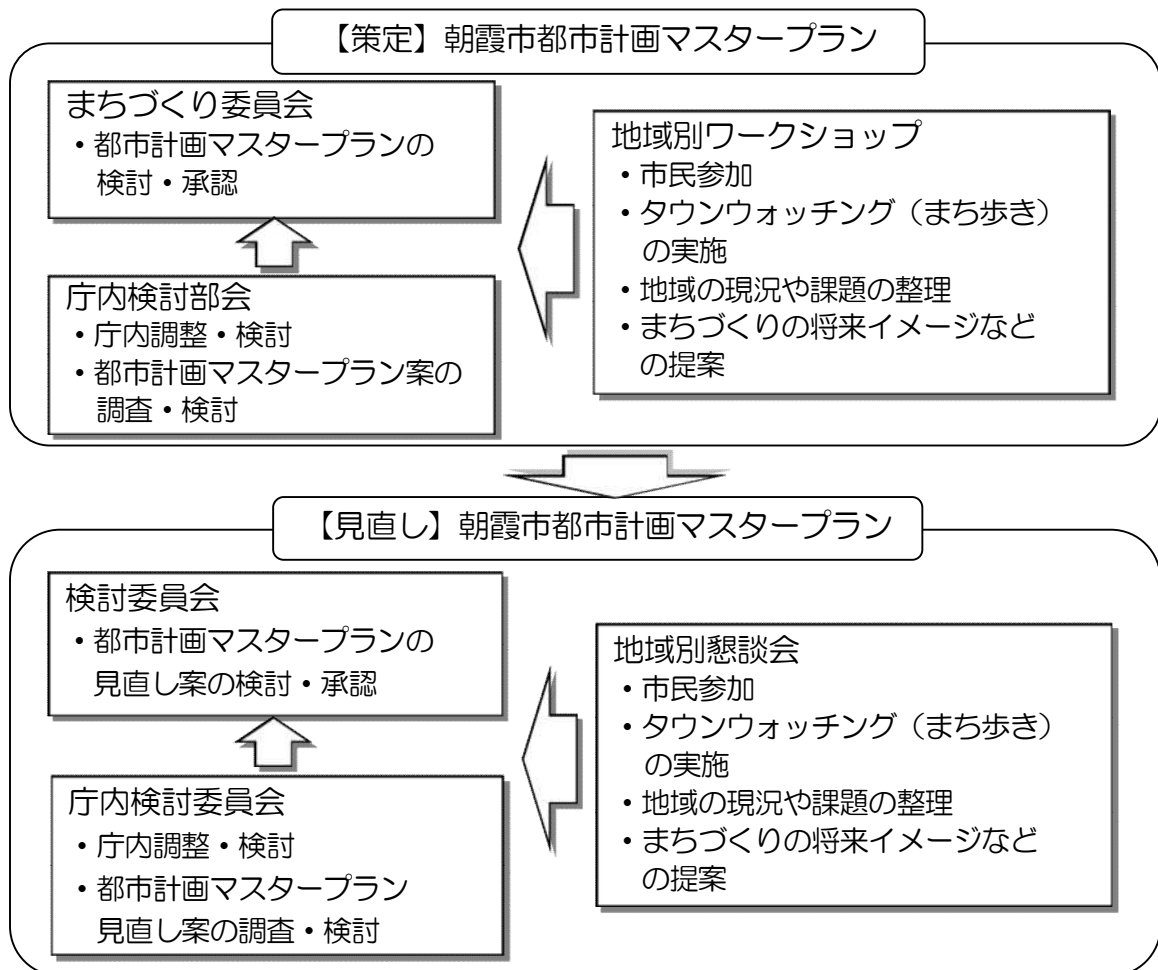 【策定】朝霞市都市計画マスタープラン
まちづくり委員会
・都市計画マスタープランの
検討・承認
庁内検討部会
・庁内調整・検討
・都市計画マスタープラン案の
調査・検討
地域別ワークショップ
・市民参加
・タウンウォッチング（まち歩き）
の実施
・地域の現況や課題の整理
・まちづくりの将来イメージなど
の提案
【見直し】朝霞市都市計画マスタープラン
検討委員会
・都市計画マスタープランの
見直し案の検討・承認
庁内検討委員会
・庁内調整・検討
・都市計画マスタープラン
見直し案の調査・検討
地域別懇談会
・市民参加
・タウンウォッチング（まち歩き）
の実施
・地域の現況や課題の整理
・まちづくりの将来イメージなど
の提案